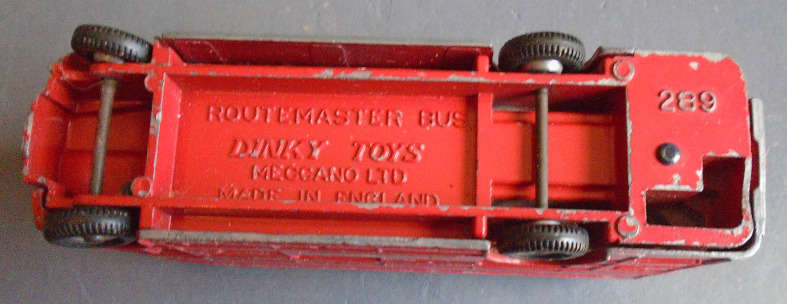 ROUTEMASTER BUS
DINKY TOYS
MECCANO LTD
MADE IN ENGLAND
289